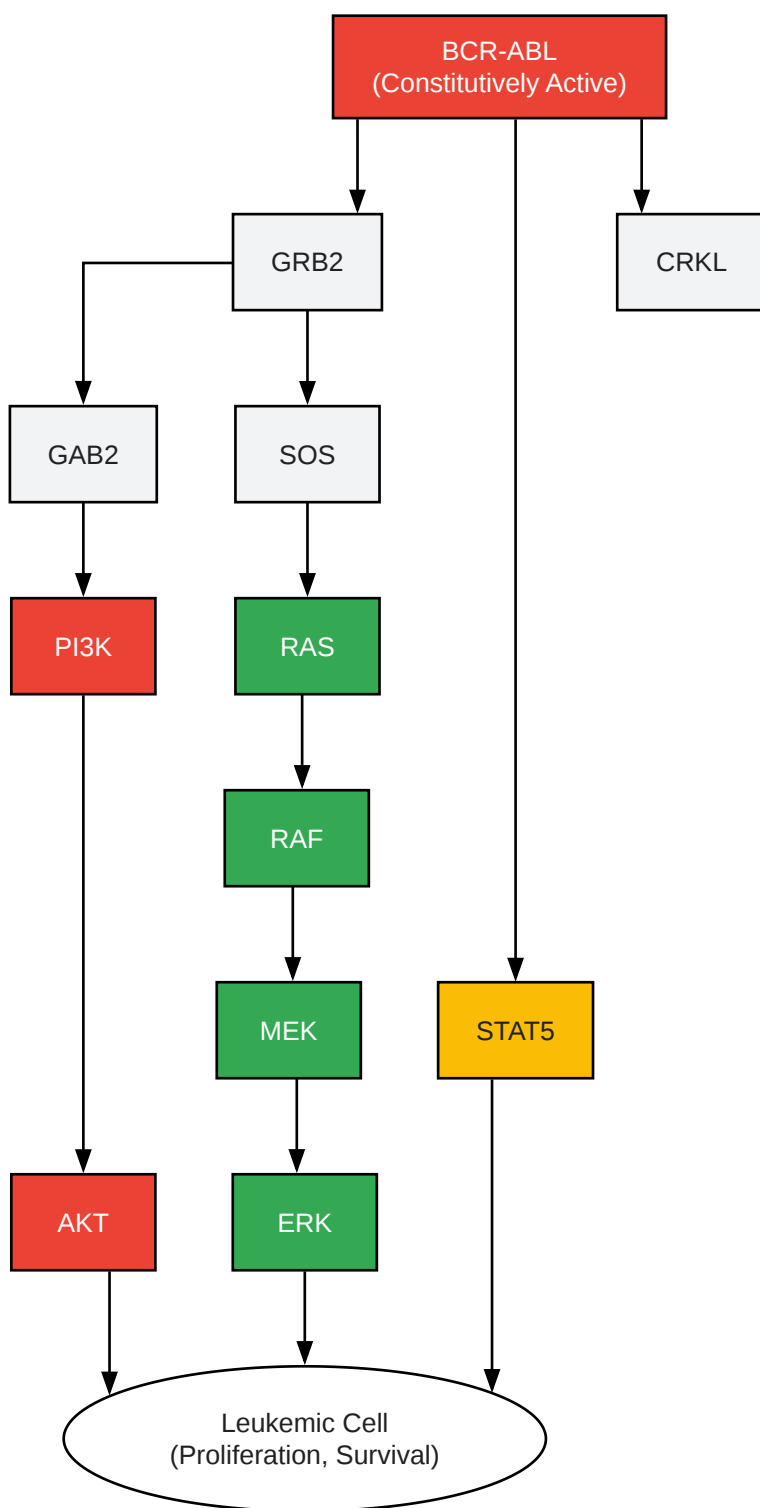 BCR-ABL
(Constitutively Active)
GRB2
CRKL
GAB2
SOS
PI3K
RAS
RAF
MEK
STAT5
AKT
ERK
Leukemic Cell
(Proliferation, Survival)